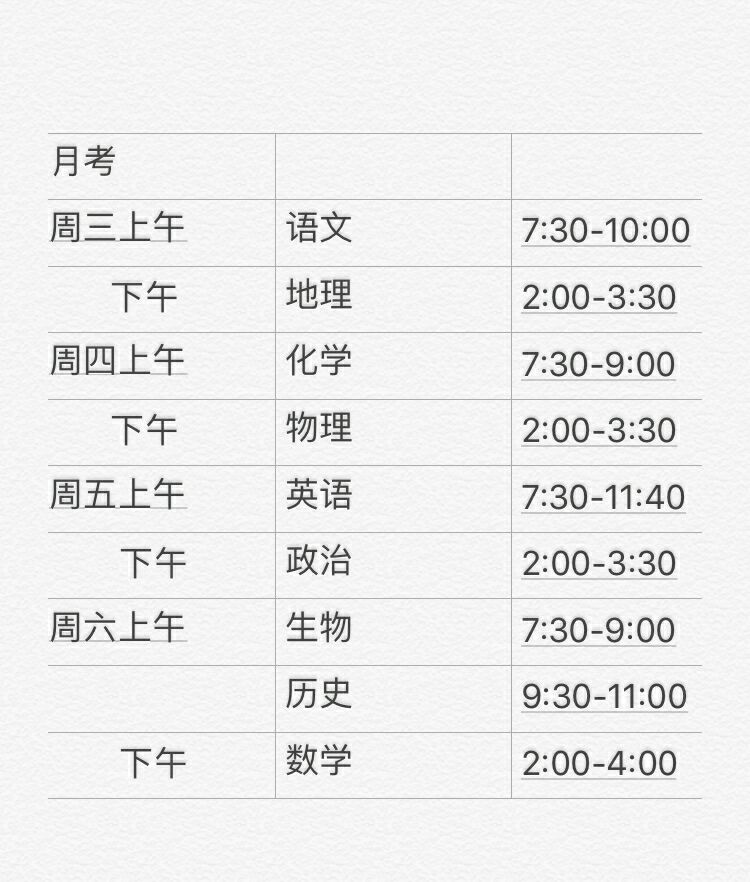 月考
周三上午 语文 7:30-10:00
下午 地理 2:00-3:30
周四上午 化学 7:30-9:00
下午 物理 2:00-3:30
周五上午 英语 7:30-11:40
下午 政治 2:00-3:30
周六上午 生物 7:30-9:00
历史 9:30-11:00
下午 数学 2:00-4:00